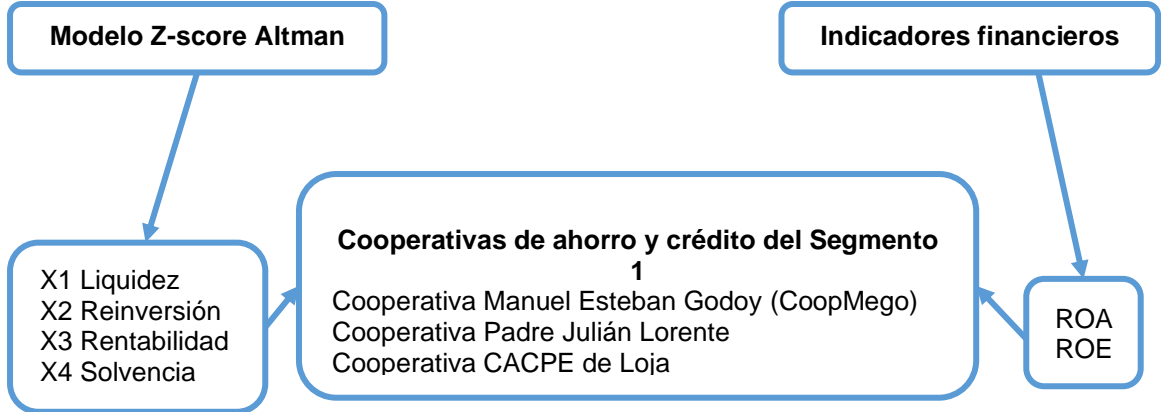 Modelo Z-score Altman
Indicadores financieros
X1 Liquidez
X2 Reinversión
X3 Rentabilidad
X4 Solvencia
Cooperativas de ahorro y crédito del Segmento
1
Cooperativa Manuel Esteban Godoy (CoopMego)
Cooperativa Padre Julián Lorente
Cooperativa CACPE de Loja
ROA
ROE